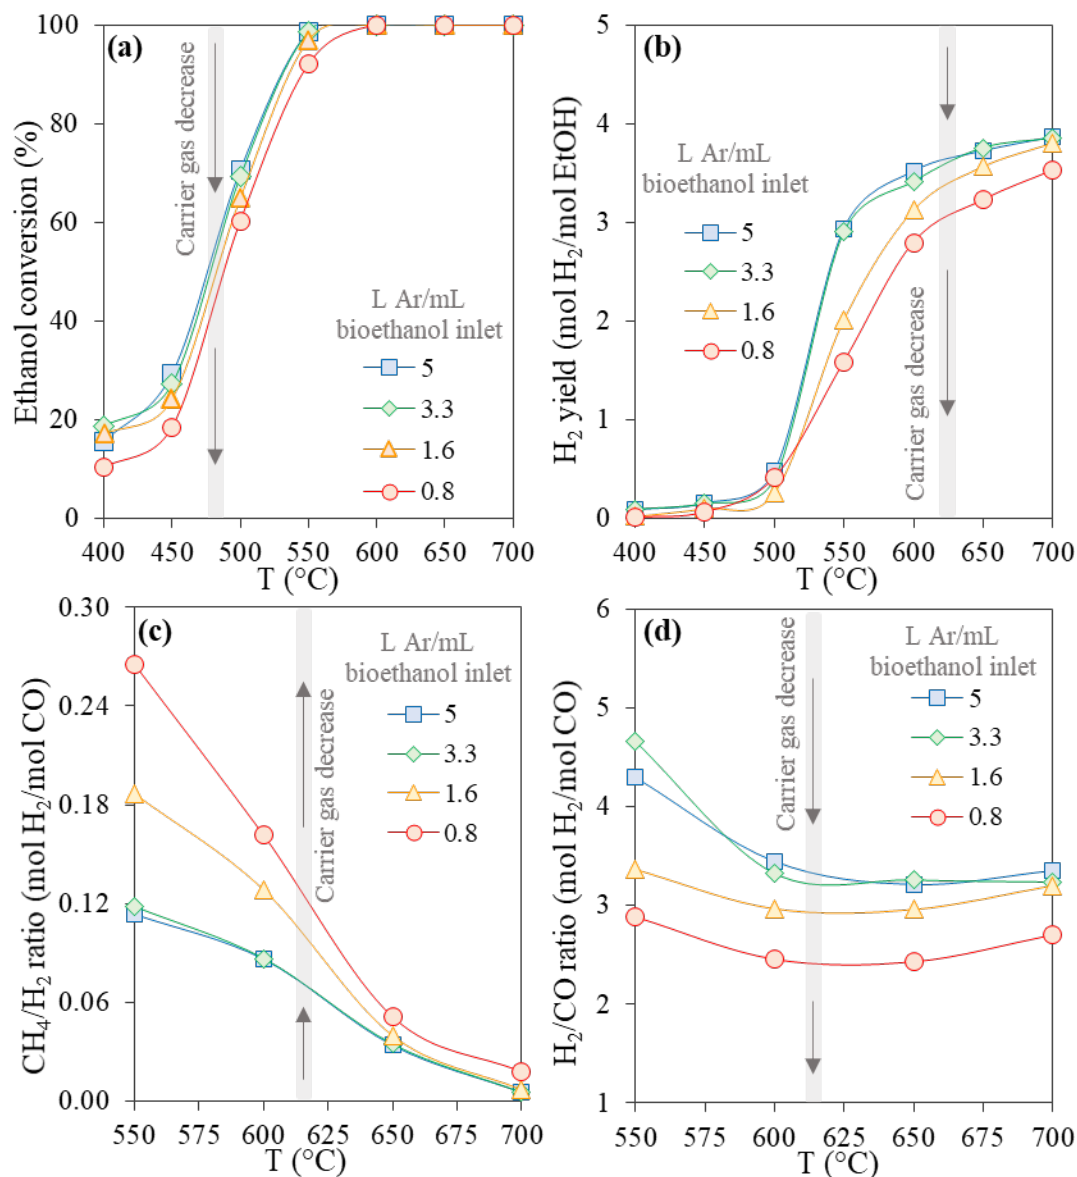 (a)
Ethanol conversion (%)
100
80
60
40
20
0
Carrier gas decrease
L Ar/mL
bioethanol inlet
5
3.3
1.6
0.8
400 450 500 550 600 650 700
T (°C)
(b)
H₂ yield (mol H₂/mol EtOH)
5
4
3
2
1
0
L Ar/mL
bioethanol inlet
5
3.3
1.6
0.8
Carrier gas decrease
400 450 500 550 600 650 700
T (°C)
(c)
CH₄/H₂ ratio (mol H₂/mol CO)
0.30
0.24
0.18
0.12
0.06
0.00
Carrier gas decrease
L Ar/mL
bioethanol inlet
5
3.3
1.6
0.8
550 575 600 625 650 675 700
T (°C)
(d)
H₂/CO ratio (mol H₂/mol CO)
6
5
4
3
2
1
Carrier gas decrease
L Ar/mL
bioethanol inlet
5
3.3
1.6
0.8
550 575 600 625 650 675 700
T (°C)